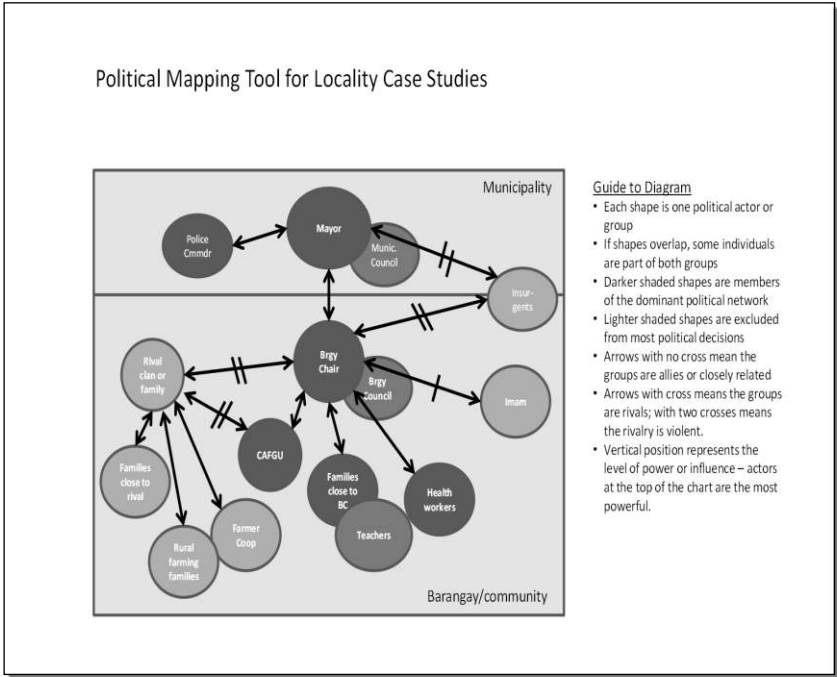 Political Mapping Tool for Locality Case Studies
Municipality
Police
Cmmdr
Mayor
Munic.
Council
Insur-
gents
Rival
clan or
family
Brgy
Chair
Brgy
Council
Imam
CAFGU
Families
close to
rival
Families
close to
BC
Health
workers
Farmer
Coop
Teachers
Rural
farming
families
Barangay/community
Guide to Diagram
• Each shape is one political actor or
group
• If shapes overlap, some individuals
are part of both groups
• Darker shaded shapes are members
of the dominant political network
• Lighter shaded shapes are excluded
from most political decisions
• Arrows with no cross mean the
groups are allies or closely related
• Arrows with cross means the groups
are rivals; with two crosses means
the rivalry is violent.
• Vertical position represents the
level of power or influence – actors
at the top of the chart are the most
powerful.